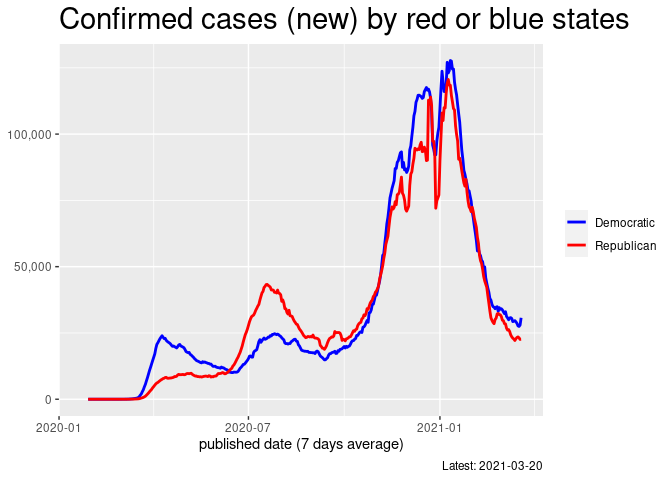 Confirmed cases (new) by red or blue states
100,000
50,000
0
2020-01
2020-07
2021-01
published date (7 days average)
Democratic
Republican
Latest: 2021-03-20